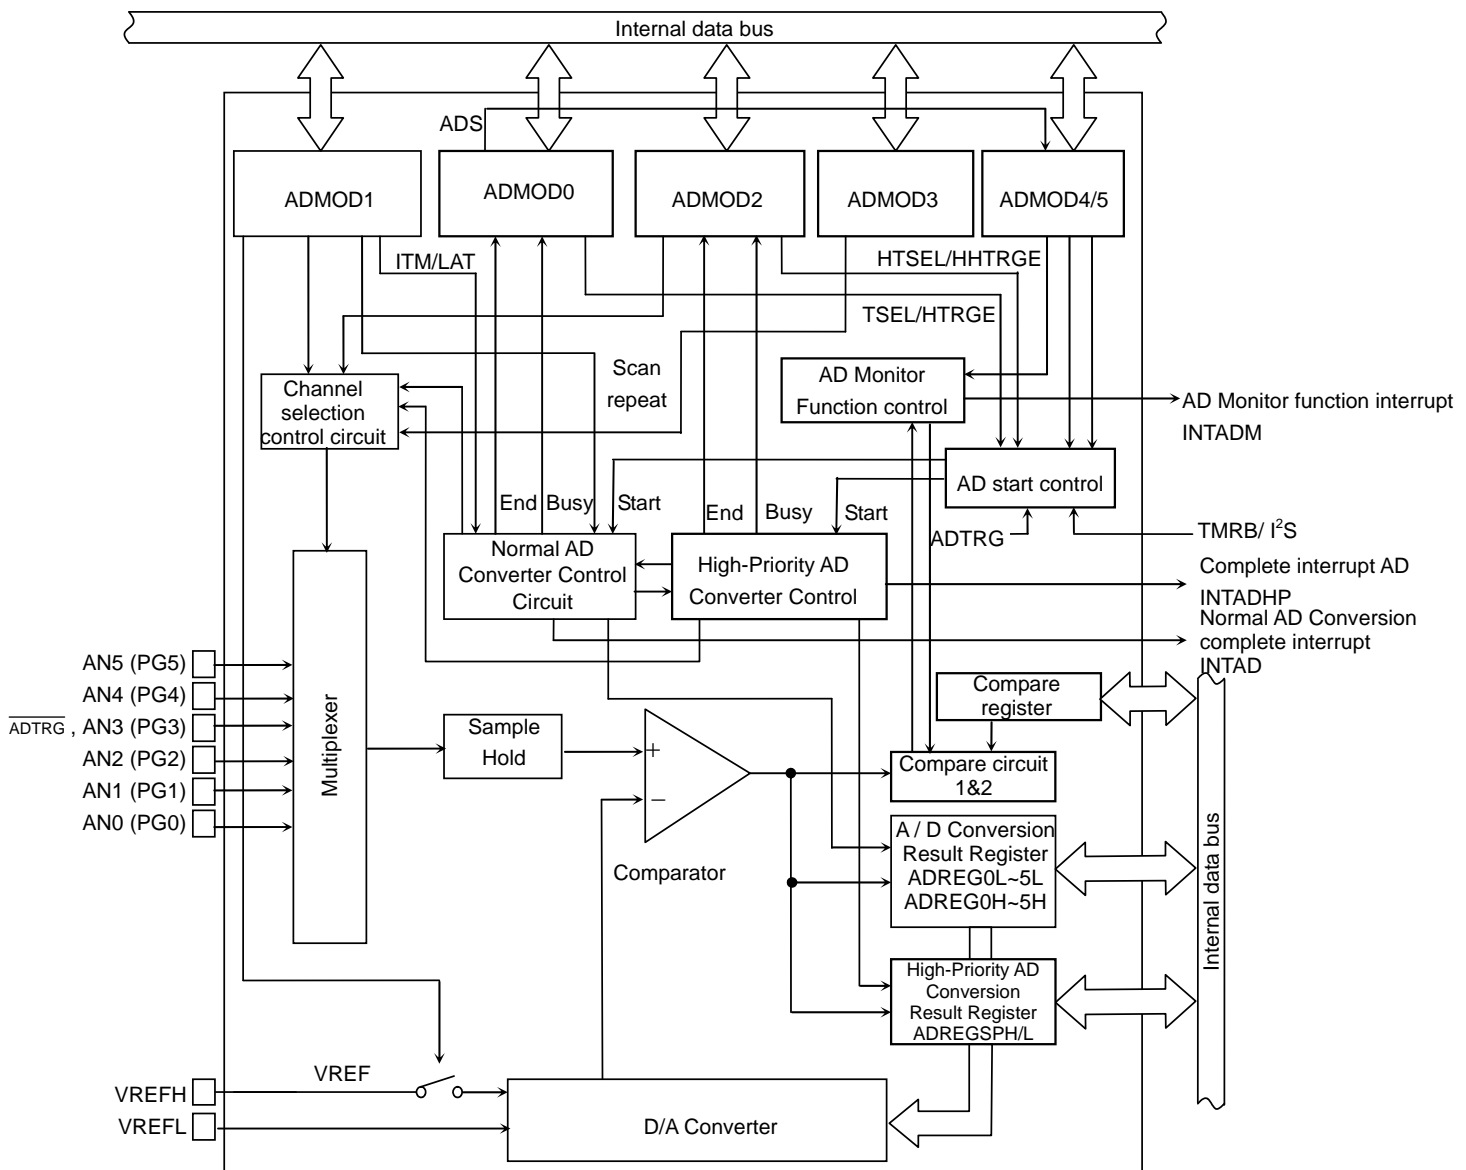 Internal data bus
ADS
ADMOD1
ADMOD0
ADMOD2
ADMOD3
ADMOD4/5
ITM/LAT
HTSEL/HHTRGE
TSEL/HTRGE
Channel
selection
control circuit
Scan
repeat
AD Monitor
Function control
AD Monitor function interrupt
INTADM
AD start control
End
Busy
Start
End
Busy
Start
ADTRG
TMRB/ I²S
Normal AD
Converter Control
Circuit
High-Priority AD
Converter Control
Complete interrupt AD
INTADHP
Normal AD Conversion
complete interrupt
INTAD
AN5 (PG5)
AN4 (PG4)
ADTRG , AN3 (PG3)
AN2 (PG2)
AN1 (PG1)
AN0 (PG0)
Multiplexer
Sample
Hold
+
−
Comparator
Compare
register
Compare circuit
1&2
A / D Conversion
Result Register
ADREG0L~5L
ADREG0H~5H
High-Priority AD
Conversion
Result Register
ADREGSPH/L
Internal data bus
VREFH
VREF
VREFL
D/A Converter